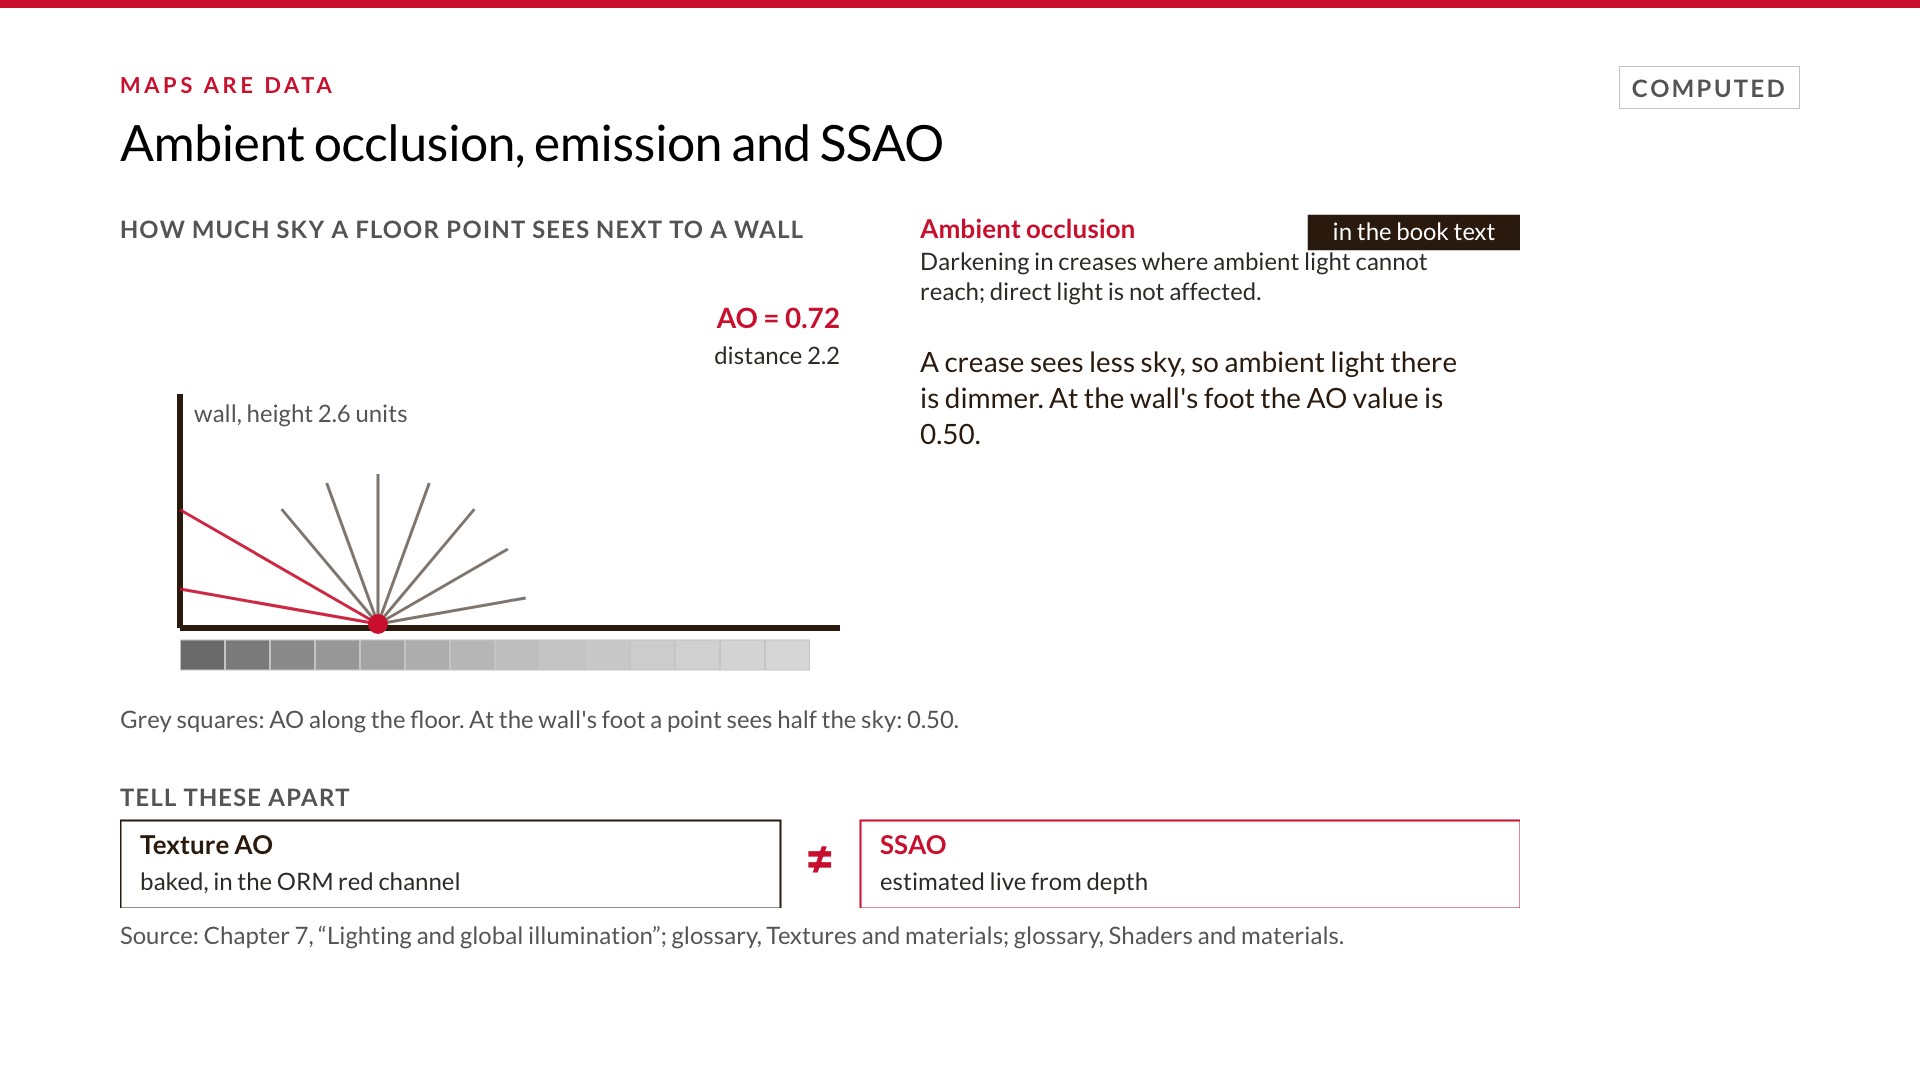 MAPS ARE DATA
COMPUTED
Ambient occlusion, emission and SSAO
HOW MUCH SKY A FLOOR POINT SEES NEXT TO A WALL
AO = 0.72
distance 2.2
wall, height 2.6 units
Ambient occlusion
in the book text
Darkening in creases where ambient light cannot
reach; direct light is not affected.
A crease sees less sky, so ambient light there
is dimmer. At the wall's foot the AO value is
0.50.
Grey squares: AO along the floor. At the wall's foot a point sees half the sky: 0.50.
TELL THESE APART
Texture AO
baked, in the ORM red channel
≠
SSAO
estimated live from depth
Source: Chapter 7, “Lighting and global illumination”; glossary, Textures and materials; glossary, Shaders and materials.